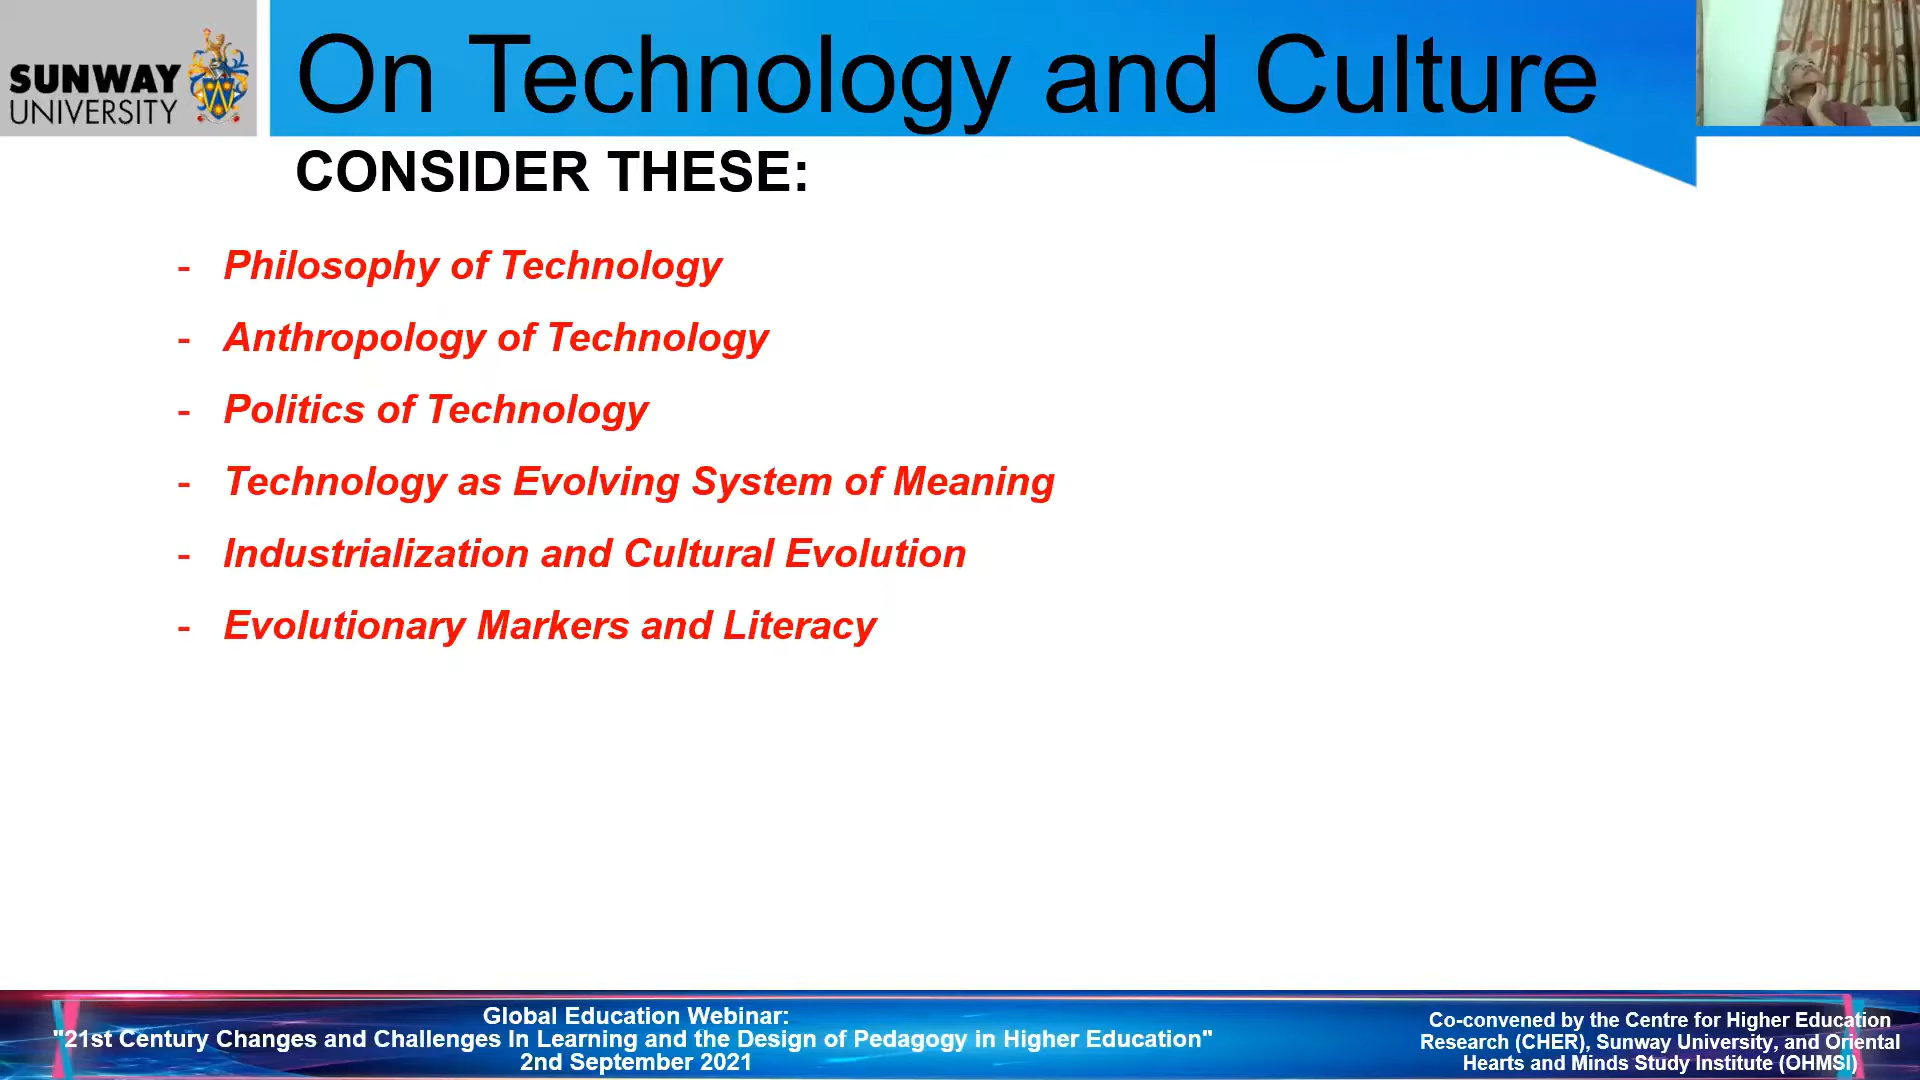 SUNWAY
UNIVERSITY
On Technology and Culture
CONSIDER THESE:
- Philosophy of Technology
- Anthropology of Technology
- Politics of Technology
- Technology as Evolving System of Meaning
- Industrialization and Cultural Evolution
- Evolutionary Markers and Literacy
Global Education Webinar:
"21st Century Changes and Challenges In Learning and the Design of Pedagogy in Higher Education"
2nd September 2021
Co-convened by the Centre for Higher Education
Research (CHER), Sunway University, and Oriental
Hearts and Minds Study Institute (OHMSI)